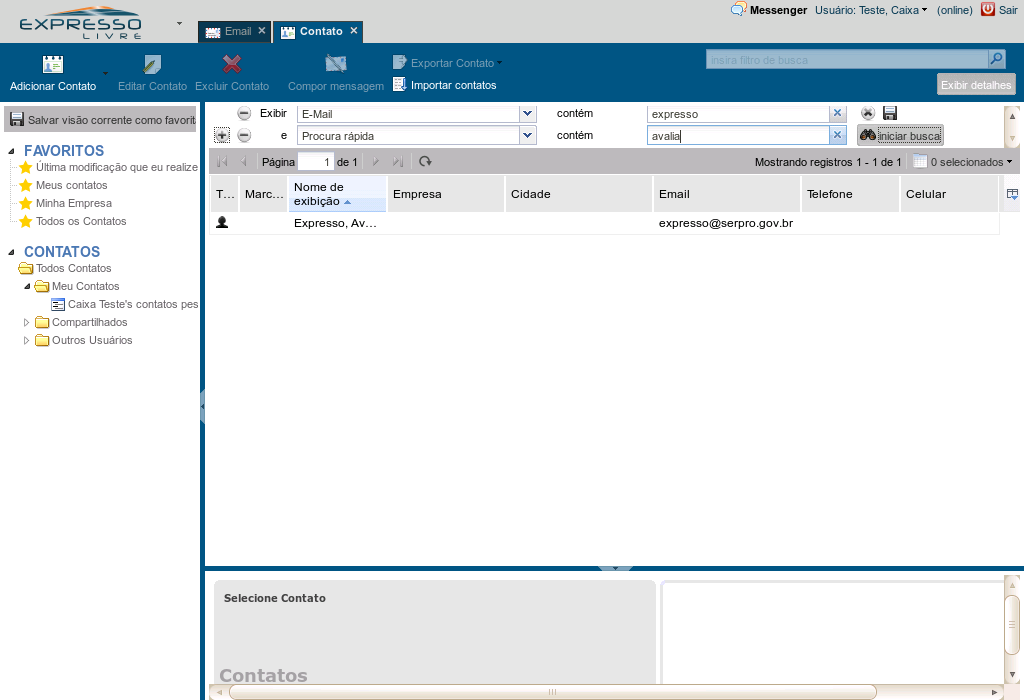 EXPRESSO
LIVRE
Email
Contato
Messenger
Usuário: Teste, Caixa
(online)
Sair
Adicionar Contato
Editar Contato
Excluir Contato
Compor mensagem
Exportar Contato
Importar contatos
insira filtro de busca
Exibir detalhes
Salvar visão corrente como favorit
FAVORITOS
Última modificação que eu realize
Meus contatos
Minha Empresa
Todos os Contatos
CONTATOS
Todos Contatos
Meu Contatos
Caixa Teste's contatos pes
Compartilhados
Outros Usuários
Exibir E-Mail contém expresso
e Procura rápida contém avalia iniciar busca
Página 1 de 1 Mostrando registros 1 - 1 de 1 0 selecionados
T... Marc... Nome de exibição Empresa Cidade Email Telefone Celular
Expresso, Av... expresso@serpro.gov.br
Selecione Contato
Contatos